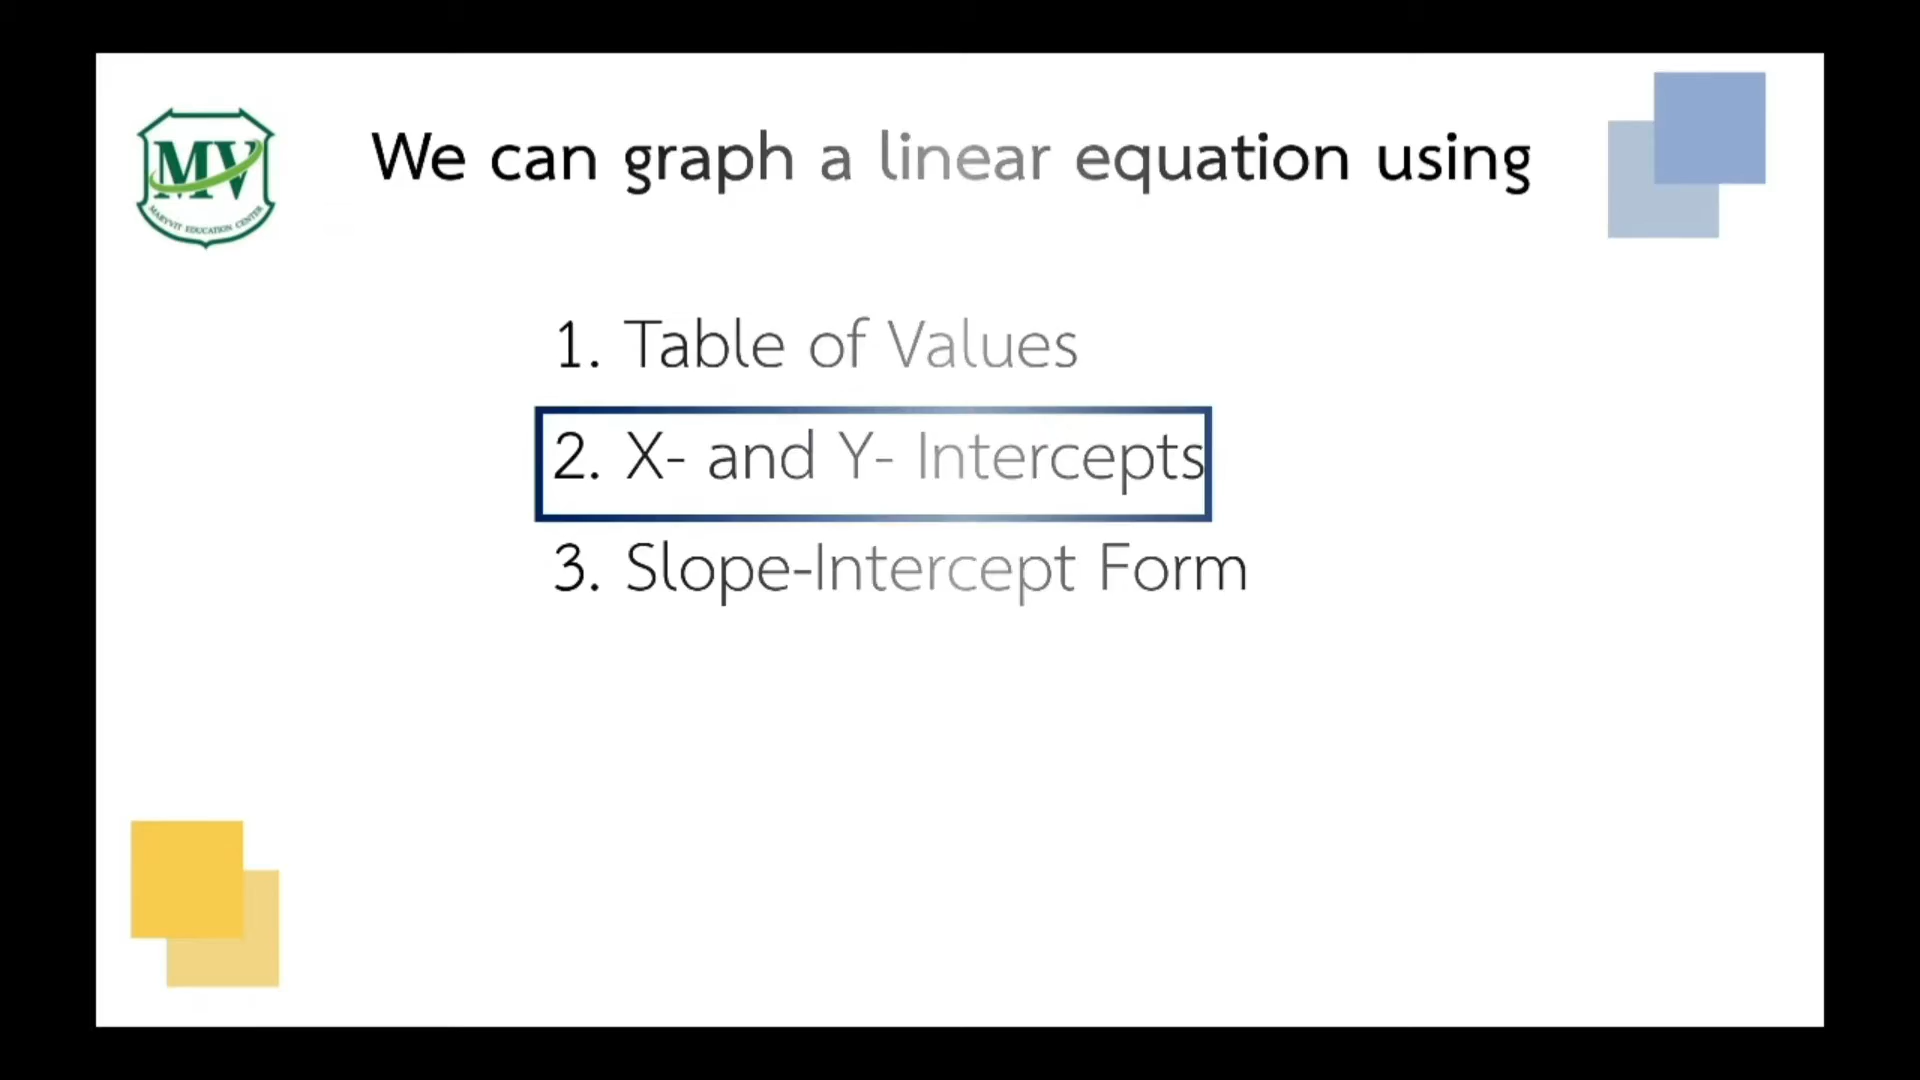 MV
MARYVIT EDUCATION CENTER
We can graph a linear equation using
1. Table of Values
2. X- and Y- Intercepts
3. Slope-Intercept Form